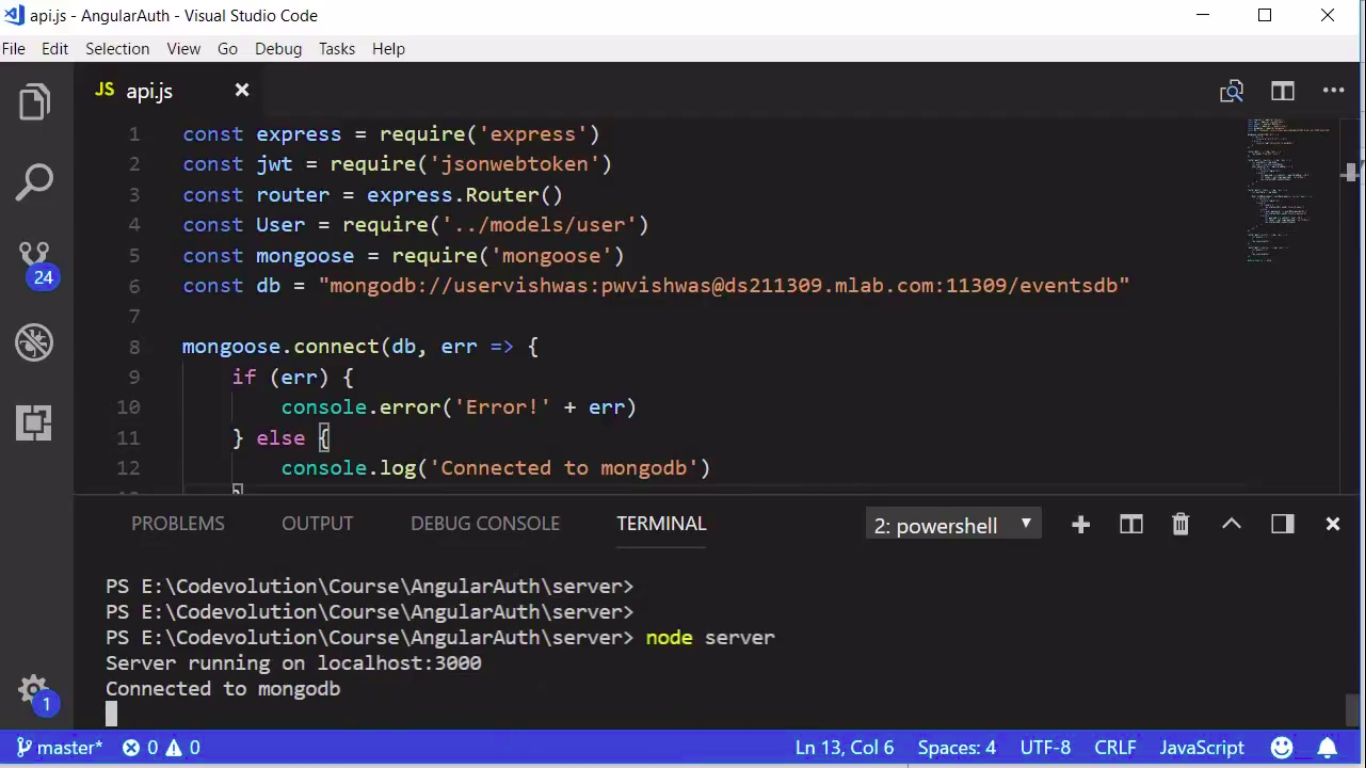 api.js - AngularAuth - Visual Studio Code
File Edit Selection View Go Debug Tasks Help
JS api.js
1 const express = require('express')
2 const jwt = require('jsonwebtoken')
3 const router = express.Router()
4 const User = require('../models/user')
5 const mongoose = require('mongoose')
6 const db = "mongodb://uservishwas:pwvishwas@ds211309.mlab.com:11309/eventsdb"
7
8 mongoose.connect(db, err => {
9 if (err) {
10 console.error('Error!' + err)
11 } else {
12 console.log('Connected to mongodb')
}
24
PROBLEMS OUTPUT DEBUG CONSOLE TERMINAL 2: powershell
PS E:\Codevolution\Course\AngularAuth\server>
PS E:\Codevolution\Course\AngularAuth\server>
PS E:\Codevolution\Course\AngularAuth\server> node server
Server running on localhost:3000
Connected to mongodb
1
master* 0 0 Ln 13, Col 6 Spaces: 4 UTF-8 CRLF JavaScript